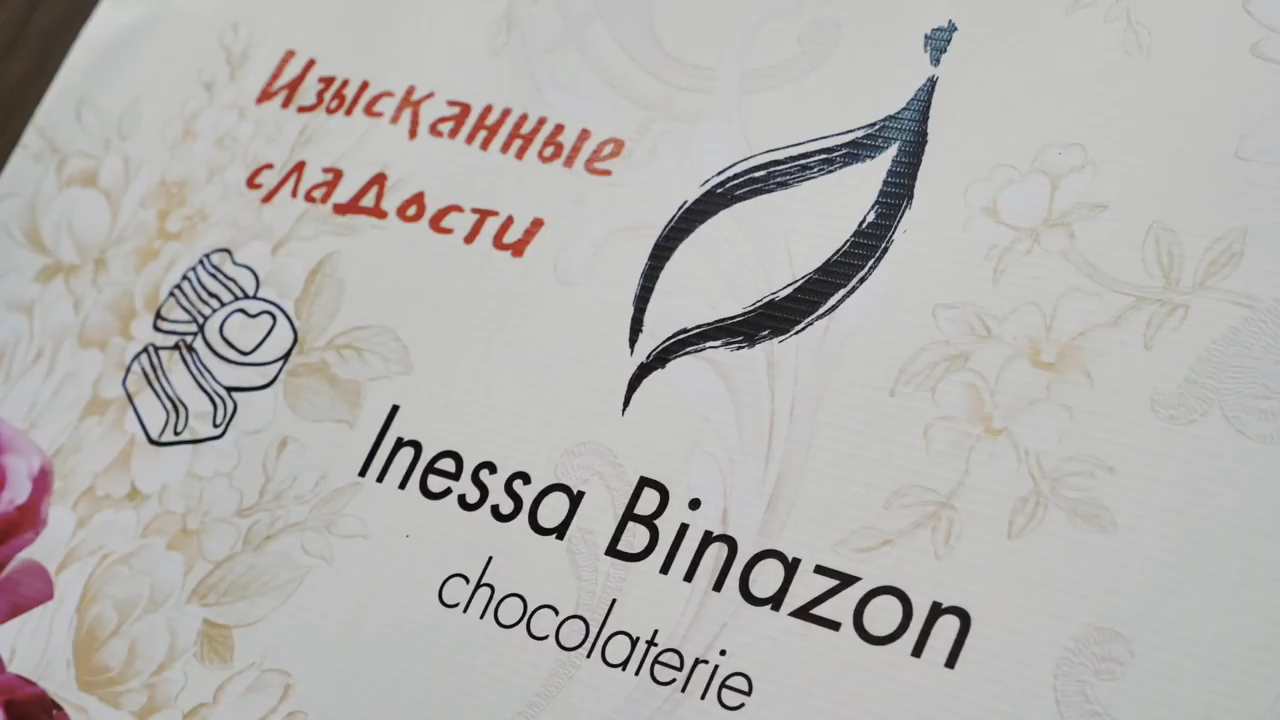 Изысканные
сладости
Inessa Binazon
chocolaterie